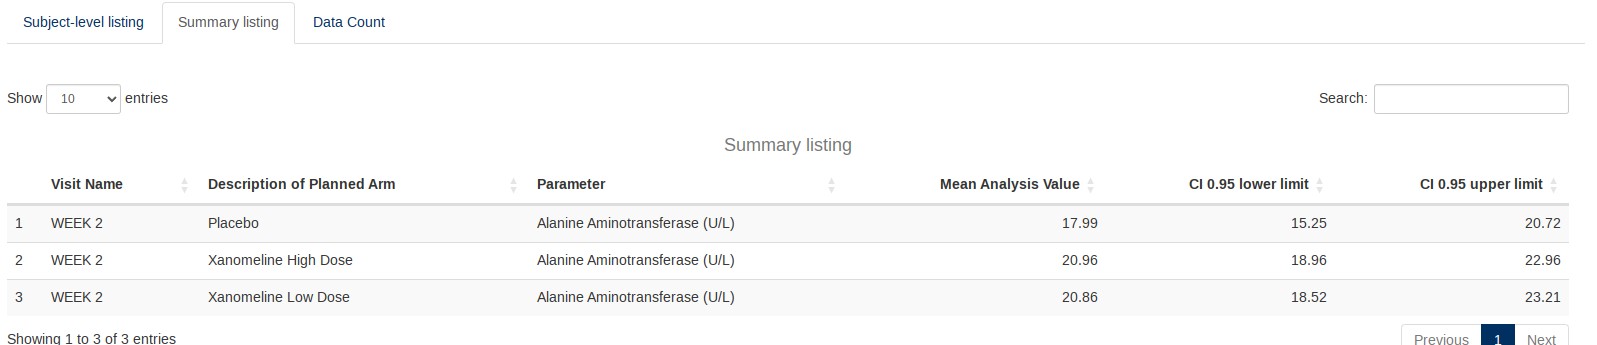 Subject-level listing Summary listing Data Count
Show 10 entries Search:
Summary listing
Visit Name Description of Planned Arm Parameter Mean Analysis Value CI 0.95 lower limit CI 0.95 upper limit
1 WEEK 2 Placebo Alanine Aminotransferase (U/L) 17.99 15.25 20.72
2 WEEK 2 Xanomeline High Dose Alanine Aminotransferase (U/L) 20.96 18.96 22.96
3 WEEK 2 Xanomeline Low Dose Alanine Aminotransferase (U/L) 20.86 18.52 23.21
Showing 1 to 3 of 3 entries Previous 1 Next